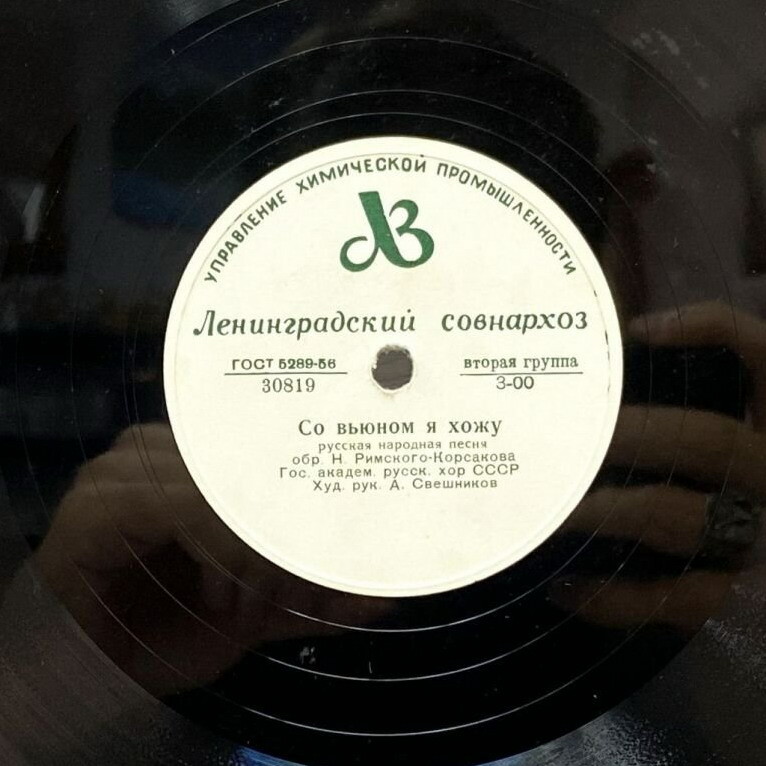 УПРАВЛЕНИЕ ХИМИЧЕСКОЙ ПРОМЫШЛЕННОСТИ
ЛЗ
Ленинградский совнархоз
ГОСТ 5289-56 вторая группа
30819 3-00
Со вьюном я хожу
русская народная песня
обр. Н. Римского-Корсакова
Гос. академ. русск. хор СССР
Худ. рук. А. Свешников